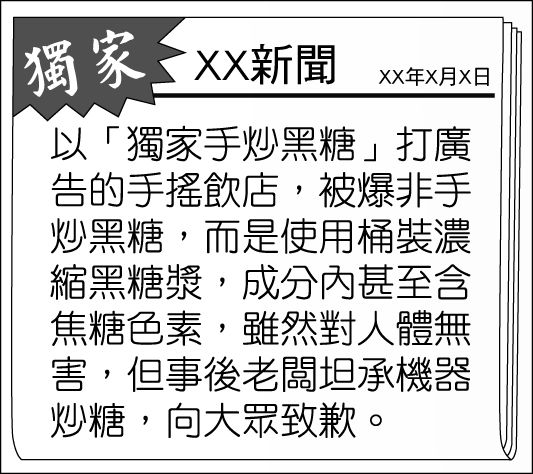 獨家
XX新聞
XX年X月X日
以「獨家手炒黑糖」打廣
告的手搖飲店，被爆非手
炒黑糖，而是使用桶裝濃
縮黑糖漿，成分內甚至含
焦糖色素，雖然對人體無
害，但事後老闆坦承機器
炒糖，向大眾致歉。